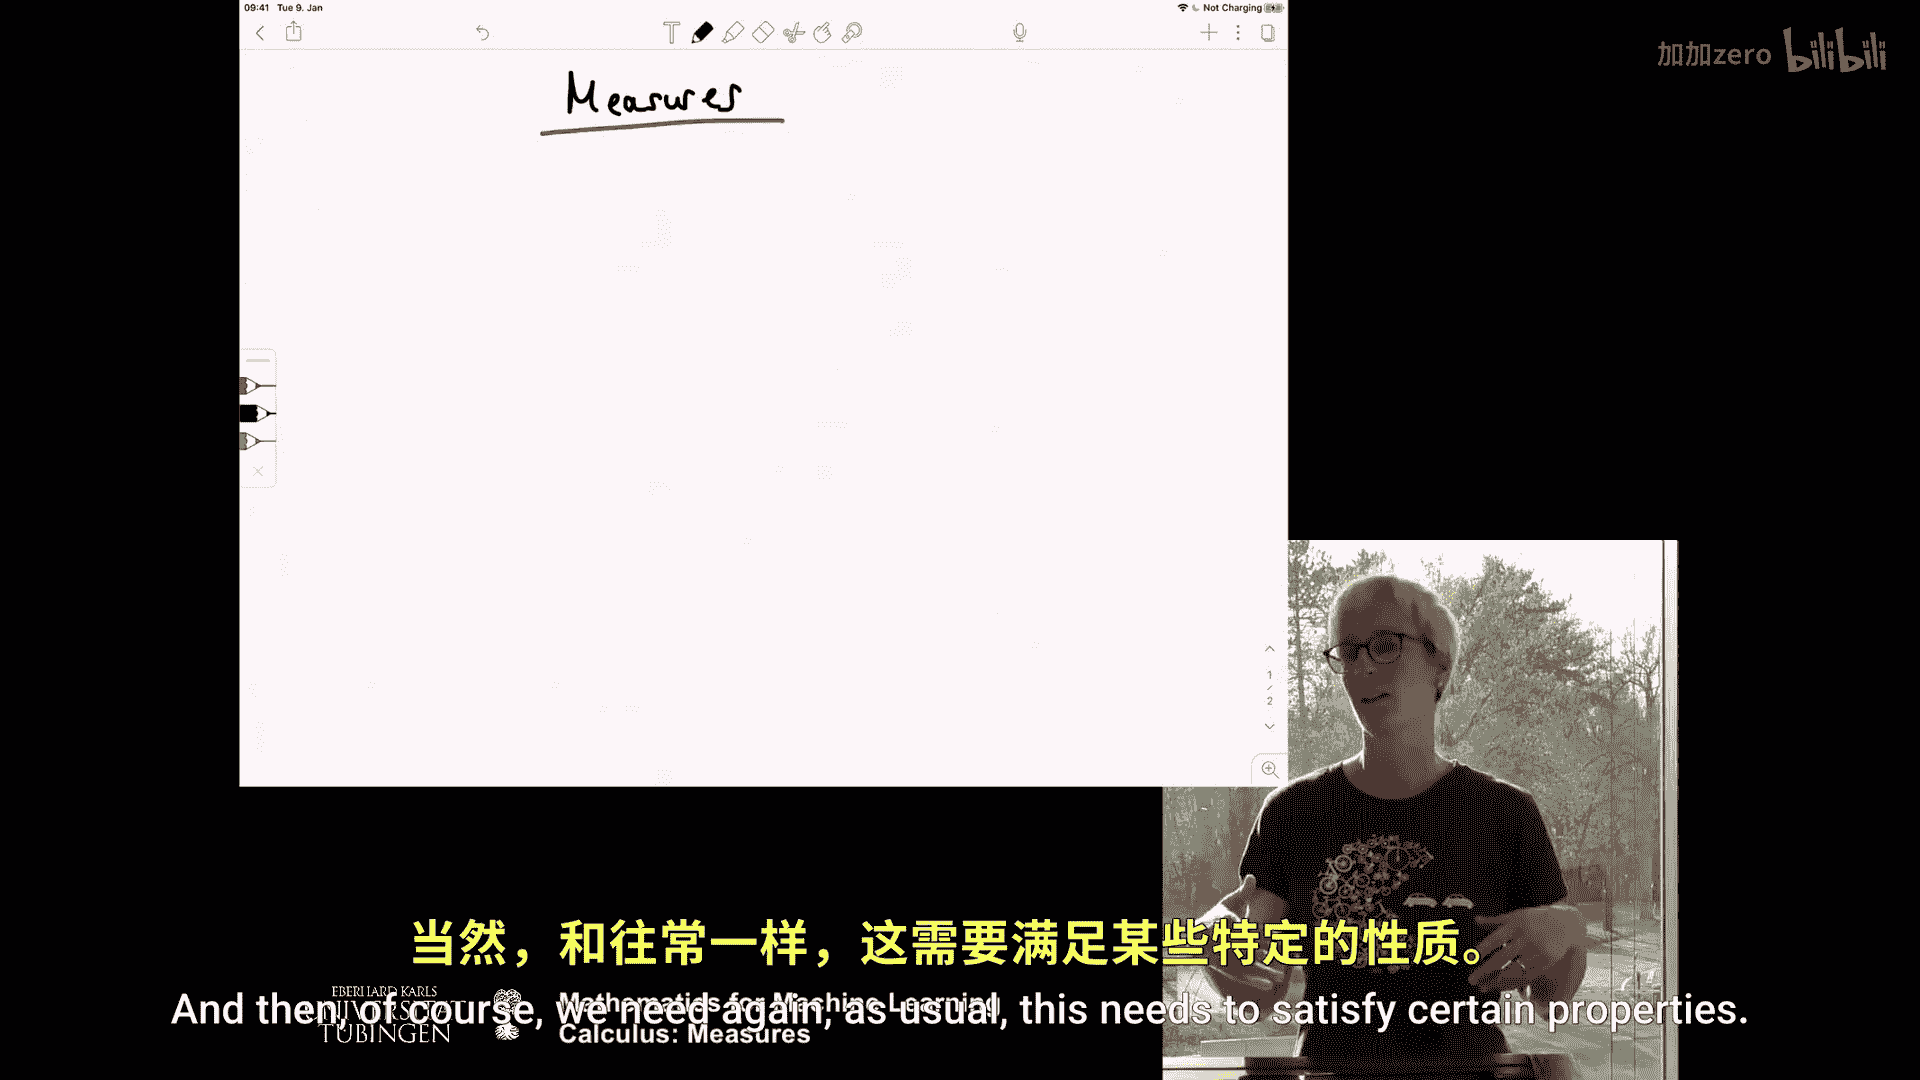 09:41 Tue 9. Jan
Not Charging
加加zero bilibili
Measures
1
/
2
当然，和往常一样，这需要满足某些特定的性质。
EBERHARD KARLS
UNIVERSITÄT
TÜBINGEN
Mathematics for Machine Learning
And then, of course, we need again, as usual, this needs to satisfy certain properties.
Calculus: Measures